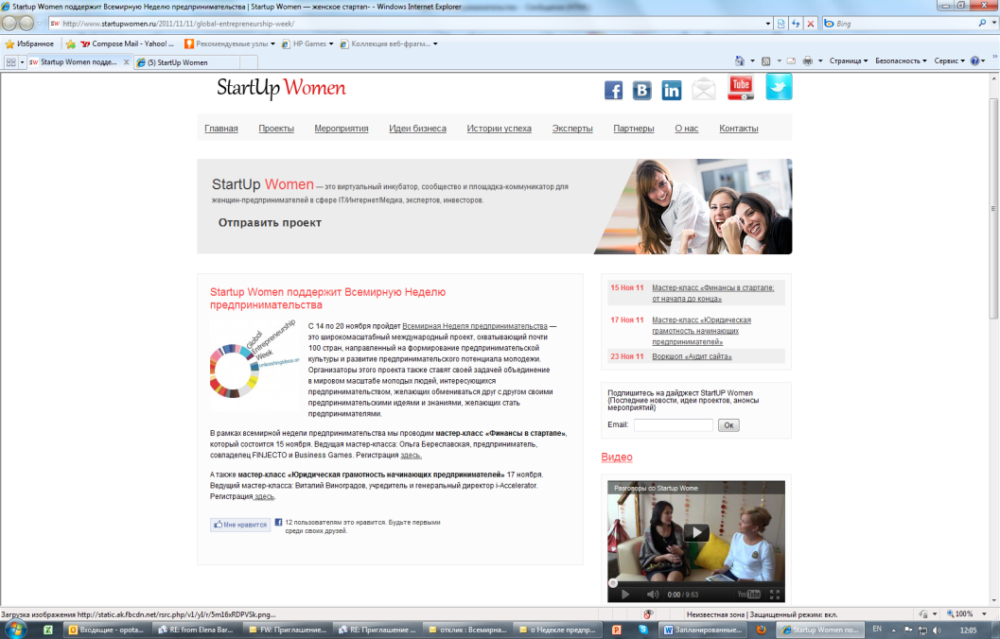 Startup Women поддержит Всемирную Неделю предпринимательства | Startup Women — женское стартап- - Windows Internet Explorer
http://www.startupwomen.ru/2011/11/11/global-entrepreneurship-week/
Bing
Избранное
Compose Mail - Yahoo! ...
Рекомендуемые узлы
HP Games
Коллекция веб-фрагм...
Startup Women подде...
(5) StartUp Women
Страница
Безопасность
Сервис
StartUp Women
You
Tube
Главная Проекты Мероприятия Идеи бизнеса Истории успеха Эксперты Партнеры О нас Контакты
StartUp Women — это виртуальный инкубатор, сообщество и площадка-коммуникатор для
женщин-предпринимателей в сфере IT/Интернет/Медиа, экспертов, инвесторов.
Отправить проект
Startup Women поддержит Всемирную Неделю
предпринимательства
Global
Entrepreneurship
Week
С 14 по 20 ноября пройдет Всемирная Неделя предпринимательства —
это широкомасштабный международный проект, охватывающий почти
100 стран, направленный на формирование предпринимательской
культуры и развитие предпринимательского потенциала молодежи.
Организаторы этого проекта также ставят своей задачей объединение
в мировом масштабе молодых людей, интересующихся
предпринимательством, желающих обмениваться друг с другом своими
предпринимательскими идеями и знаниями, желающих стать
предпринимателями.
В рамках всемирной недели предпринимательства мы проводим мастер-класс «Финансы в стартапе»,
который состоится 15 ноября. Ведущая мастер-класса: Ольга Береславская, предприниматель,
совладелец FINJECTO и Business Games. Регистрация здесь.
А также мастер-класс «Юридическая грамотность начинающих предпринимателей» 17 ноября.
Ведущий мастер-класса: Виталий Виноградов, учредитель и генеральный директор i-Accelerator.
Регистрация здесь.
Мне нравится
12 пользователям это нравится. Будьте первыми
среди своих друзей.
15 Ноя 11 Мастер-класс «Финансы в стартапе:
от начала до конца»
17 Ноя 11 Мастер-класс «Юридическая
грамотность начинающих
предпринимателей»
23 Ноя 11 Воркшоп «Аудит сайта»
Подпишитесь на дайджест StartUP Women
(Последние новости, идеи проектов, анонсы
мероприятий)
Email: Ок
Видео
Разговоры со Startup Wome
0:00 / 9:53
YouTube
Загрузка изображения http://static.ak.fbcdn.net/rsrc.php/v1/yI/r/5m16xRDPVSk.png...
Неизвестная зона | Защищенный режим: вкл.
100%
Входящие - opota...
RE: from Elena Bar...
FW: Приглашение...
RE: Приглашение ...
отклик : Всемирна...
о Недекле предпр...
Запланированные...
Startup Women по...
EN
12:05